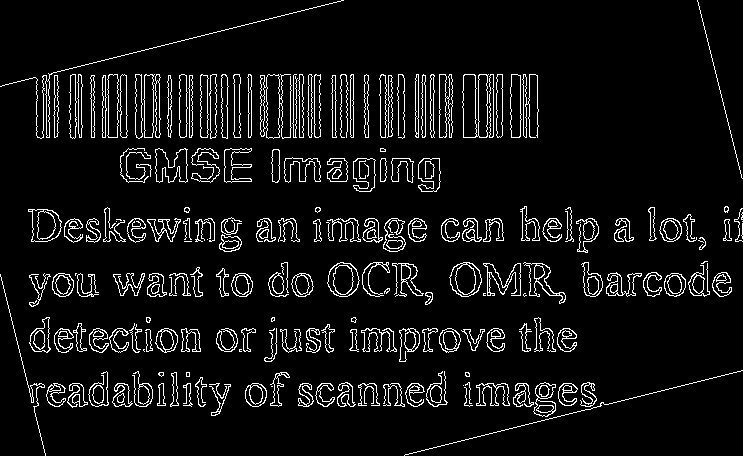 GMSE Imaging
Deskewing an image can help a lot, if
you want to do OCR, OMR, barcode
detection or just improve the
readability of scanned images.